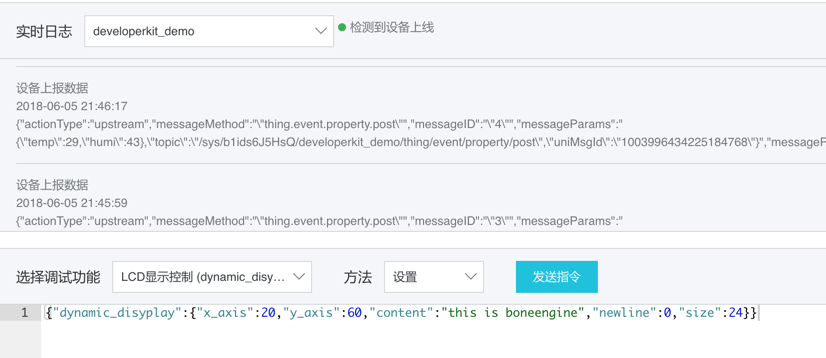 实时日志 developerkit_demo 检测到设备上线
设备上报数据
2018-06-05 21:46:17
{"actionType":"upstream","messageMethod":"\"thing.event.property.post\"","messageID":"\"4\"","messageParams":"
{\"temp\":29,\"humi\":43},\"topic\":\"/sys/b1ids6J5HsQ/developerkit_demo/thing/event/property/post\",\"uniMsgId\":\"1003996434225184768\"}","messageF
设备上报数据
2018-06-05 21:45:59
{"actionType":"upstream","messageMethod":"\"thing.event.property.post\"","messageID":"\"3\"","messageParams":"
选择调试功能 LCD显示控制 (dynamic_disy... 方法 设置 发送指令
1 {"dynamic_disyplay":{"x_axis":20,"y_axis":60,"content":"this is boneengine","newline":0,"size":24}}